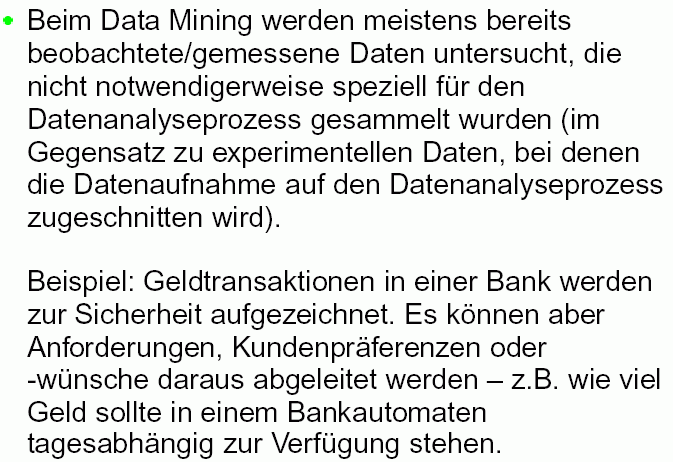 • Beim Data Mining werden meistens bereits
beobachtete/gemessene Daten untersucht, die
nicht notwendigerweise speziell für den
Datenanalyseprozess gesammelt wurden (im
Gegensatz zu experimentellen Daten, bei denen
die Datenaufnahme auf den Datenanalyseprozess
zugeschnitten wird).
Beispiel: Geldtransaktionen in einer Bank werden
zur Sicherheit aufgezeichnet. Es können aber
Anforderungen, Kundenpräferenzen oder
-wünsche daraus abgeleitet werden – z.B. wie viel
Geld sollte in einem Bankautomaten
tagesabhängig zur Verfügung stehen.